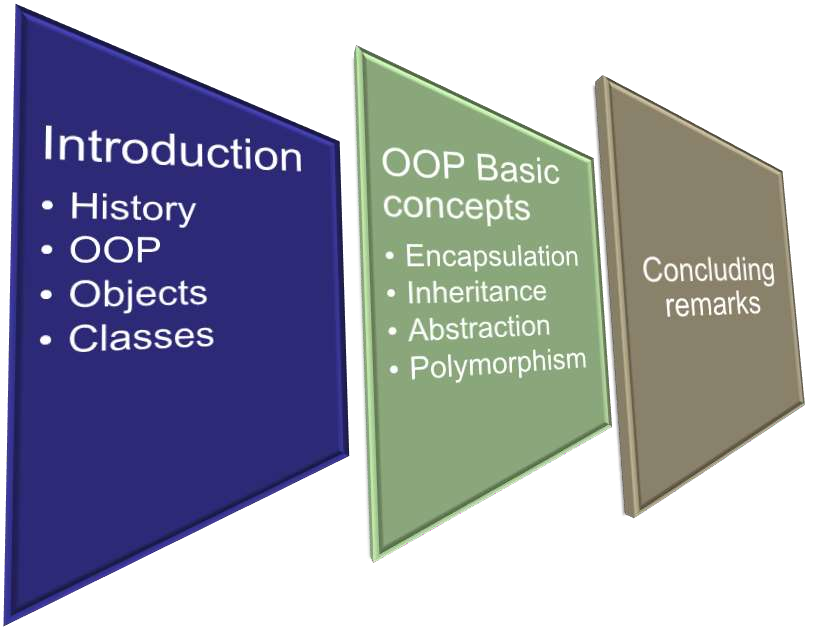 Introduction
• History
• OOP
• Objects
• Classes
OOP Basic
concepts
• Encapsulation
• Inheritance
• Abstraction
• Polymorphism
Concluding
remarks